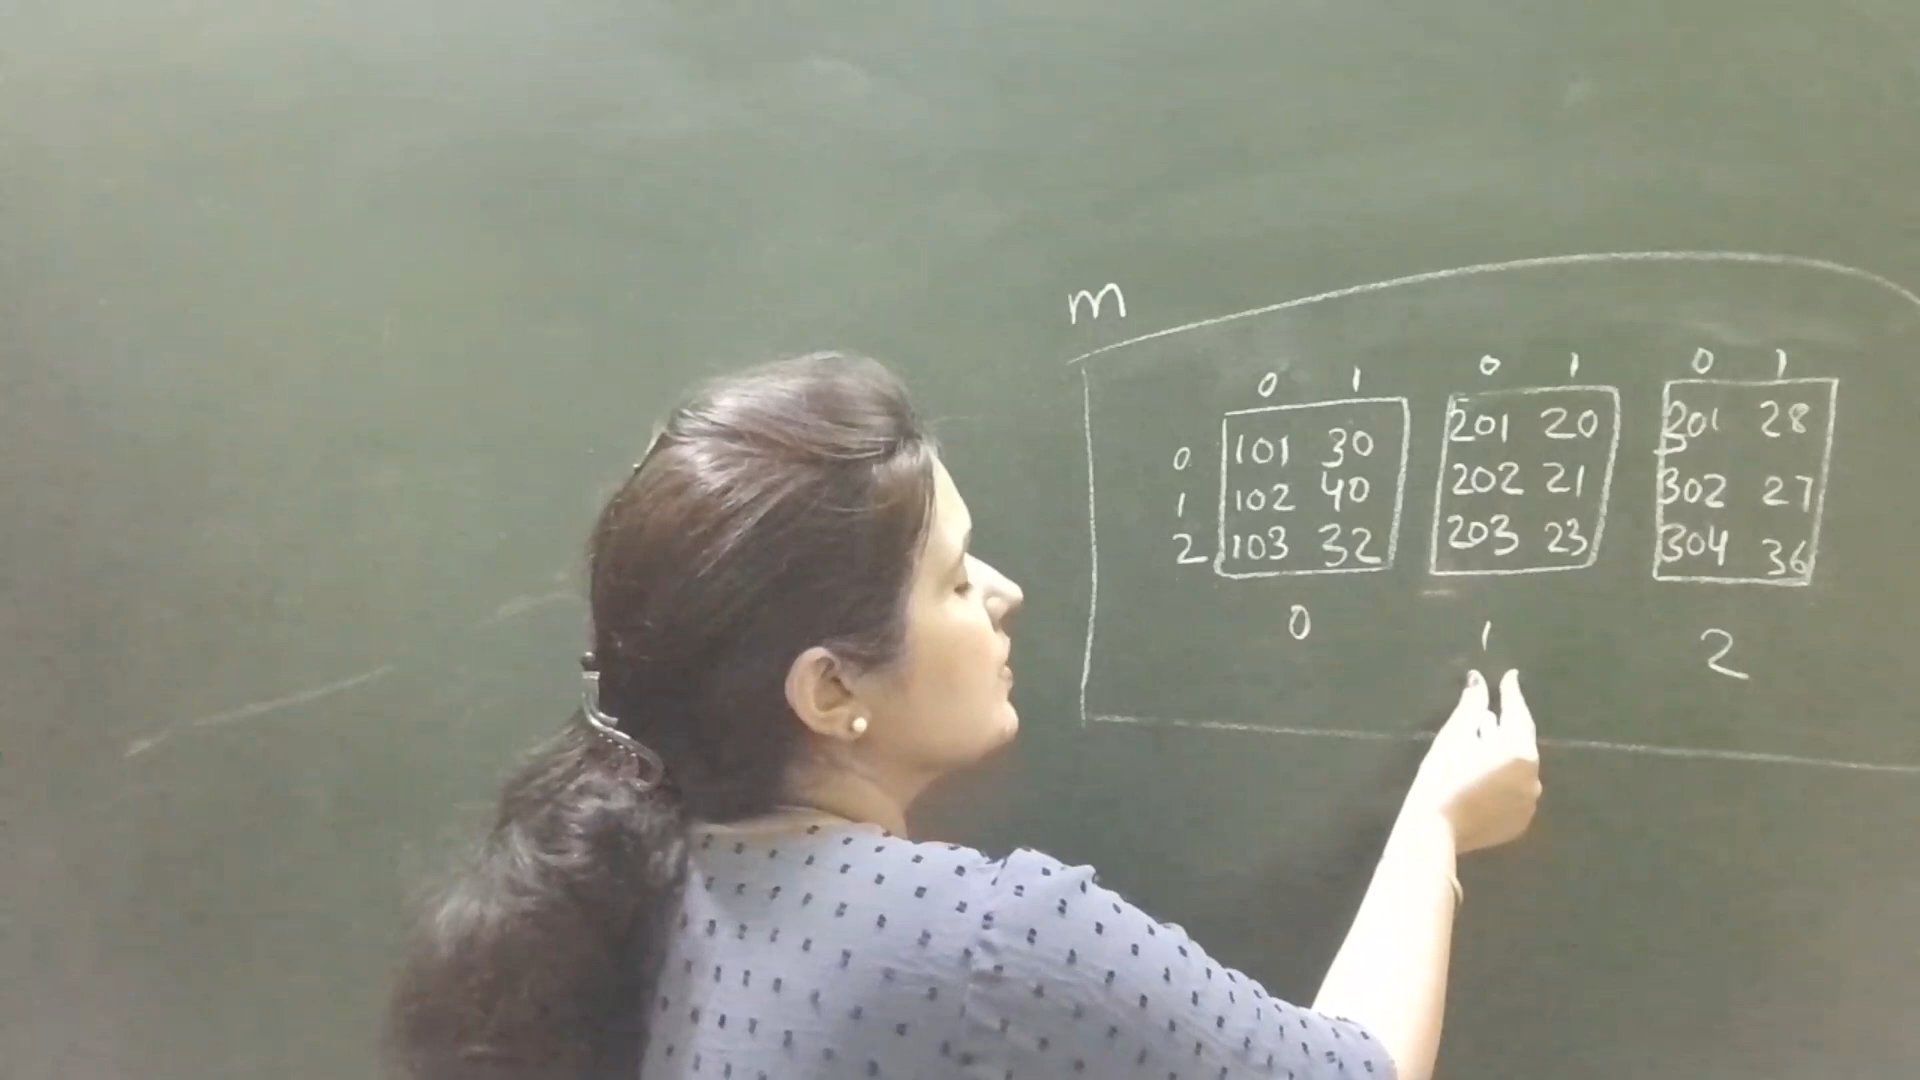 m
0 1 0 1 0 1
0 101 30 201 20 201 28
1 102 40 202 21 302 27
2 103 32 203 23 304 36
0 1 2